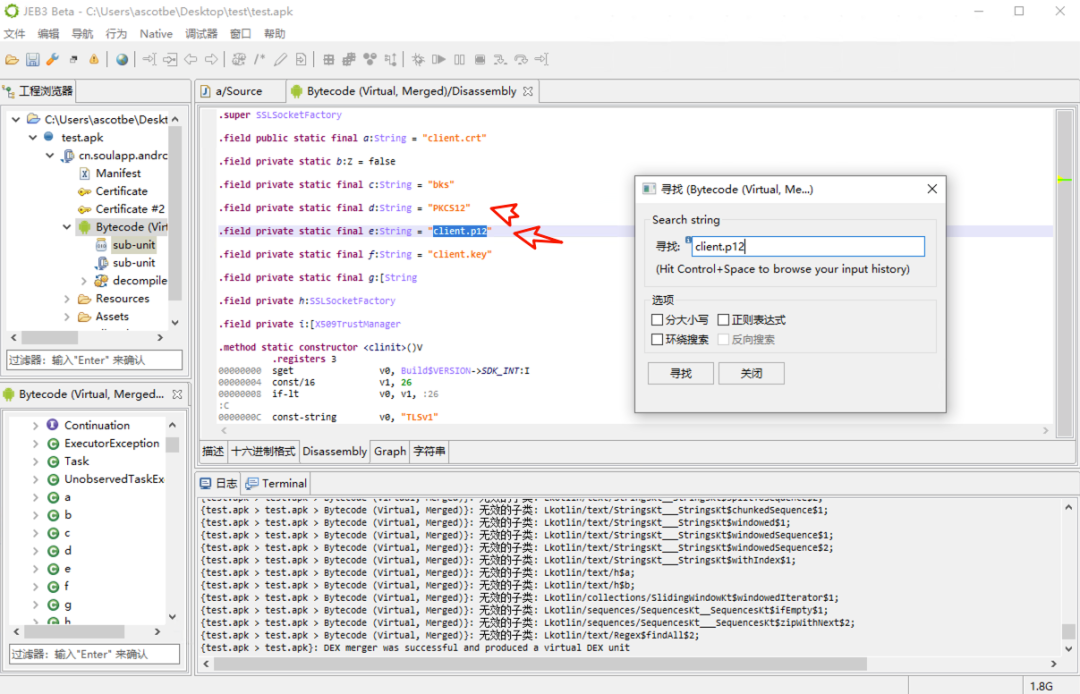 JEB3 Beta - C:\Users\ascotbe\Desktop\test\test.apk
文件 编辑 导航 行为 Native 调试器 窗口 帮助
工程浏览器
C:\Users\ascotbe\Deskt
test.apk
cn.soulapp.andrc
Manifest
Certificate
Certificate #2
Bytecode (Virt
sub-unit
sub-unit
decompile
Resources
Assets
过滤器: 输入"Enter" 来确认
Bytecode (Virtual, Merged...
Continuation
ExecutorException
Task
UnobservedTaskEx
a
b
c
d
e
f
g
h
过滤器: 输入"Enter" 来确认
a/Source
Bytecode (Virtual, Merged)/Disassembly
.super SSLSocketFactory
.field public static final a:String = "client.crt"
.field private static b:Z = false
.field private static final c:String = "bks"
.field private static final d:String = "PKCS12"
.field private static final e:String = "client.p12"
.field private static final f:String = "client.key"
.field private static final g:[String
.field private h:SSLSocketFactory
.field private i:[X509TrustManager
.method static constructor <clinit>()V
.registers 3
00000000 sget v0, Build$VERSION->SDK_INT:I
00000004 const/16 v1, 26
00000008 if-lt v0, v1, :26
:C
0000000C const-string v0, "TLSv1"
描述 十六进制格式 Disassembly Graph 字符串
寻找 (Bytecode (Virtual, Me...)
Search string
寻找: client.p12
(Hit Control+Space to browse your input history)
选项
分大小写 正则表达式
环绕搜索 反向搜索
寻找 关闭
日志 Terminal
{test.apk > test.apk > Bytecode (Virtual, Merged)}: 无效的子类: Lkotlin/text/StringsKt___StringsKt$splitToSequence$2;
{test.apk > test.apk > Bytecode (Virtual, Merged)}: 无效的子类: Lkotlin/text/StringsKt___StringsKt$chunkedSequence$1;
{test.apk > test.apk > Bytecode (Virtual, Merged)}: 无效的子类: Lkotlin/text/StringsKt___StringsKt$windowed$1;
{test.apk > test.apk > Bytecode (Virtual, Merged)}: 无效的子类: Lkotlin/text/StringsKt___StringsKt$windowedSequence$1;
{test.apk > test.apk > Bytecode (Virtual, Merged)}: 无效的子类: Lkotlin/text/StringsKt___StringsKt$windowedSequence$2;
{test.apk > test.apk > Bytecode (Virtual, Merged)}: 无效的子类: Lkotlin/text/StringsKt___StringsKt$withIndex$1;
{test.apk > test.apk > Bytecode (Virtual, Merged)}: 无效的子类: Lkotlin/text/h$a;
{test.apk > test.apk > Bytecode (Virtual, Merged)}: 无效的子类: Lkotlin/text/h$b;
{test.apk > test.apk > Bytecode (Virtual, Merged)}: 无效的子类: Lkotlin/collections/SlidingWindowKt$windowedIterator$1;
{test.apk > test.apk > Bytecode (Virtual, Merged)}: 无效的子类: Lkotlin/sequences/SequencesKt__SequencesKt$ifEmpty$1;
{test.apk > test.apk > Bytecode (Virtual, Merged)}: 无效的子类: Lkotlin/sequences/SequencesKt___SequencesKt$zipWithNext$2;
{test.apk > test.apk > Bytecode (Virtual, Merged)}: 无效的子类: Lkotlin/text/Regex$findAll$2;
{test.apk > test.apk}: DEX merger was successful and produced a virtual DEX unit
1.8G